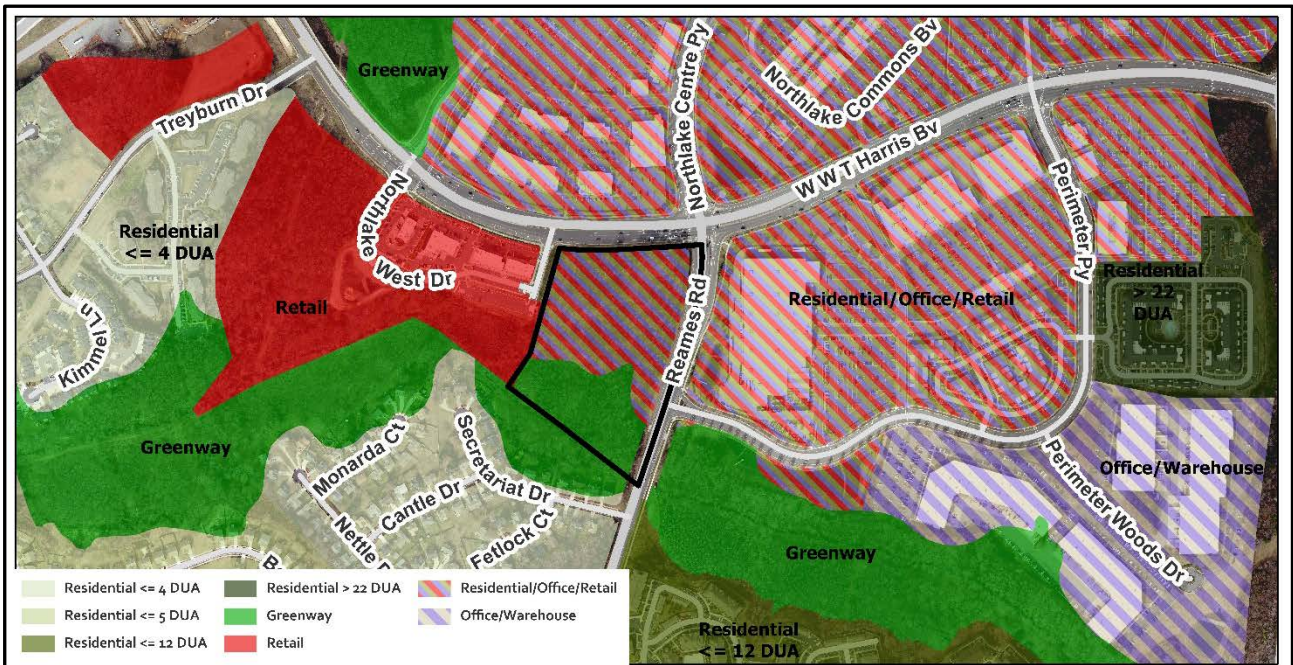 Greenway
Northlake Centre Py
Northlake Commons Bv
Treyburn Dr
W W T Harris Bv
Northlake West Dr
Perimeter Py
Residential
<= 4 DUA
Residential
> 22
DUA
Retail
Reames Rd
Residential/Office/Retail
Kimmel Ln
Greenway
Monarda Ct
Secretariat Dr
Cantle Dr
Nettle
Fetlock Ct
Office/Warehouse
Perimeter Woods Dr
Greenway
Residential
<= 12 DUA
Residential <= 4 DUA
Residential <= 5 DUA
Residential <= 12 DUA
Residential > 22 DUA
Greenway
Retail
Residential/Office/Retail
Office/Warehouse